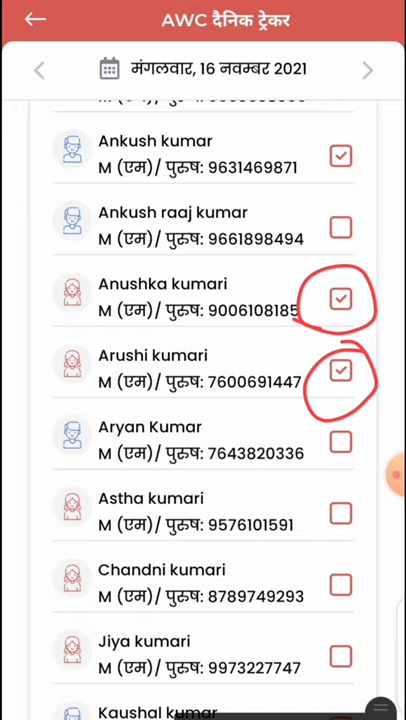 AWC दैनिक ट्रेकर
मंगलवार, 16 नवम्बर 2021
Ankush kumar
M (एम)/ पुरुष: 9631469871
Ankush raaj kumar
M (एम)/ पुरुष: 9661898494
Anushka kumari
M (एम)/ पुरुष: 9006108185
Arushi kumari
M (एम)/ पुरुष: 7600691447
Aryan Kumar
M (एम)/ पुरुष: 7643820336
Astha kumari
M (एम)/ पुरुष: 9576101591
Chandni kumari
M (एम)/ पुरुष: 8789749293
Jiya kumari
M (एम)/ पुरुष: 9973227747
Kaushal kumar